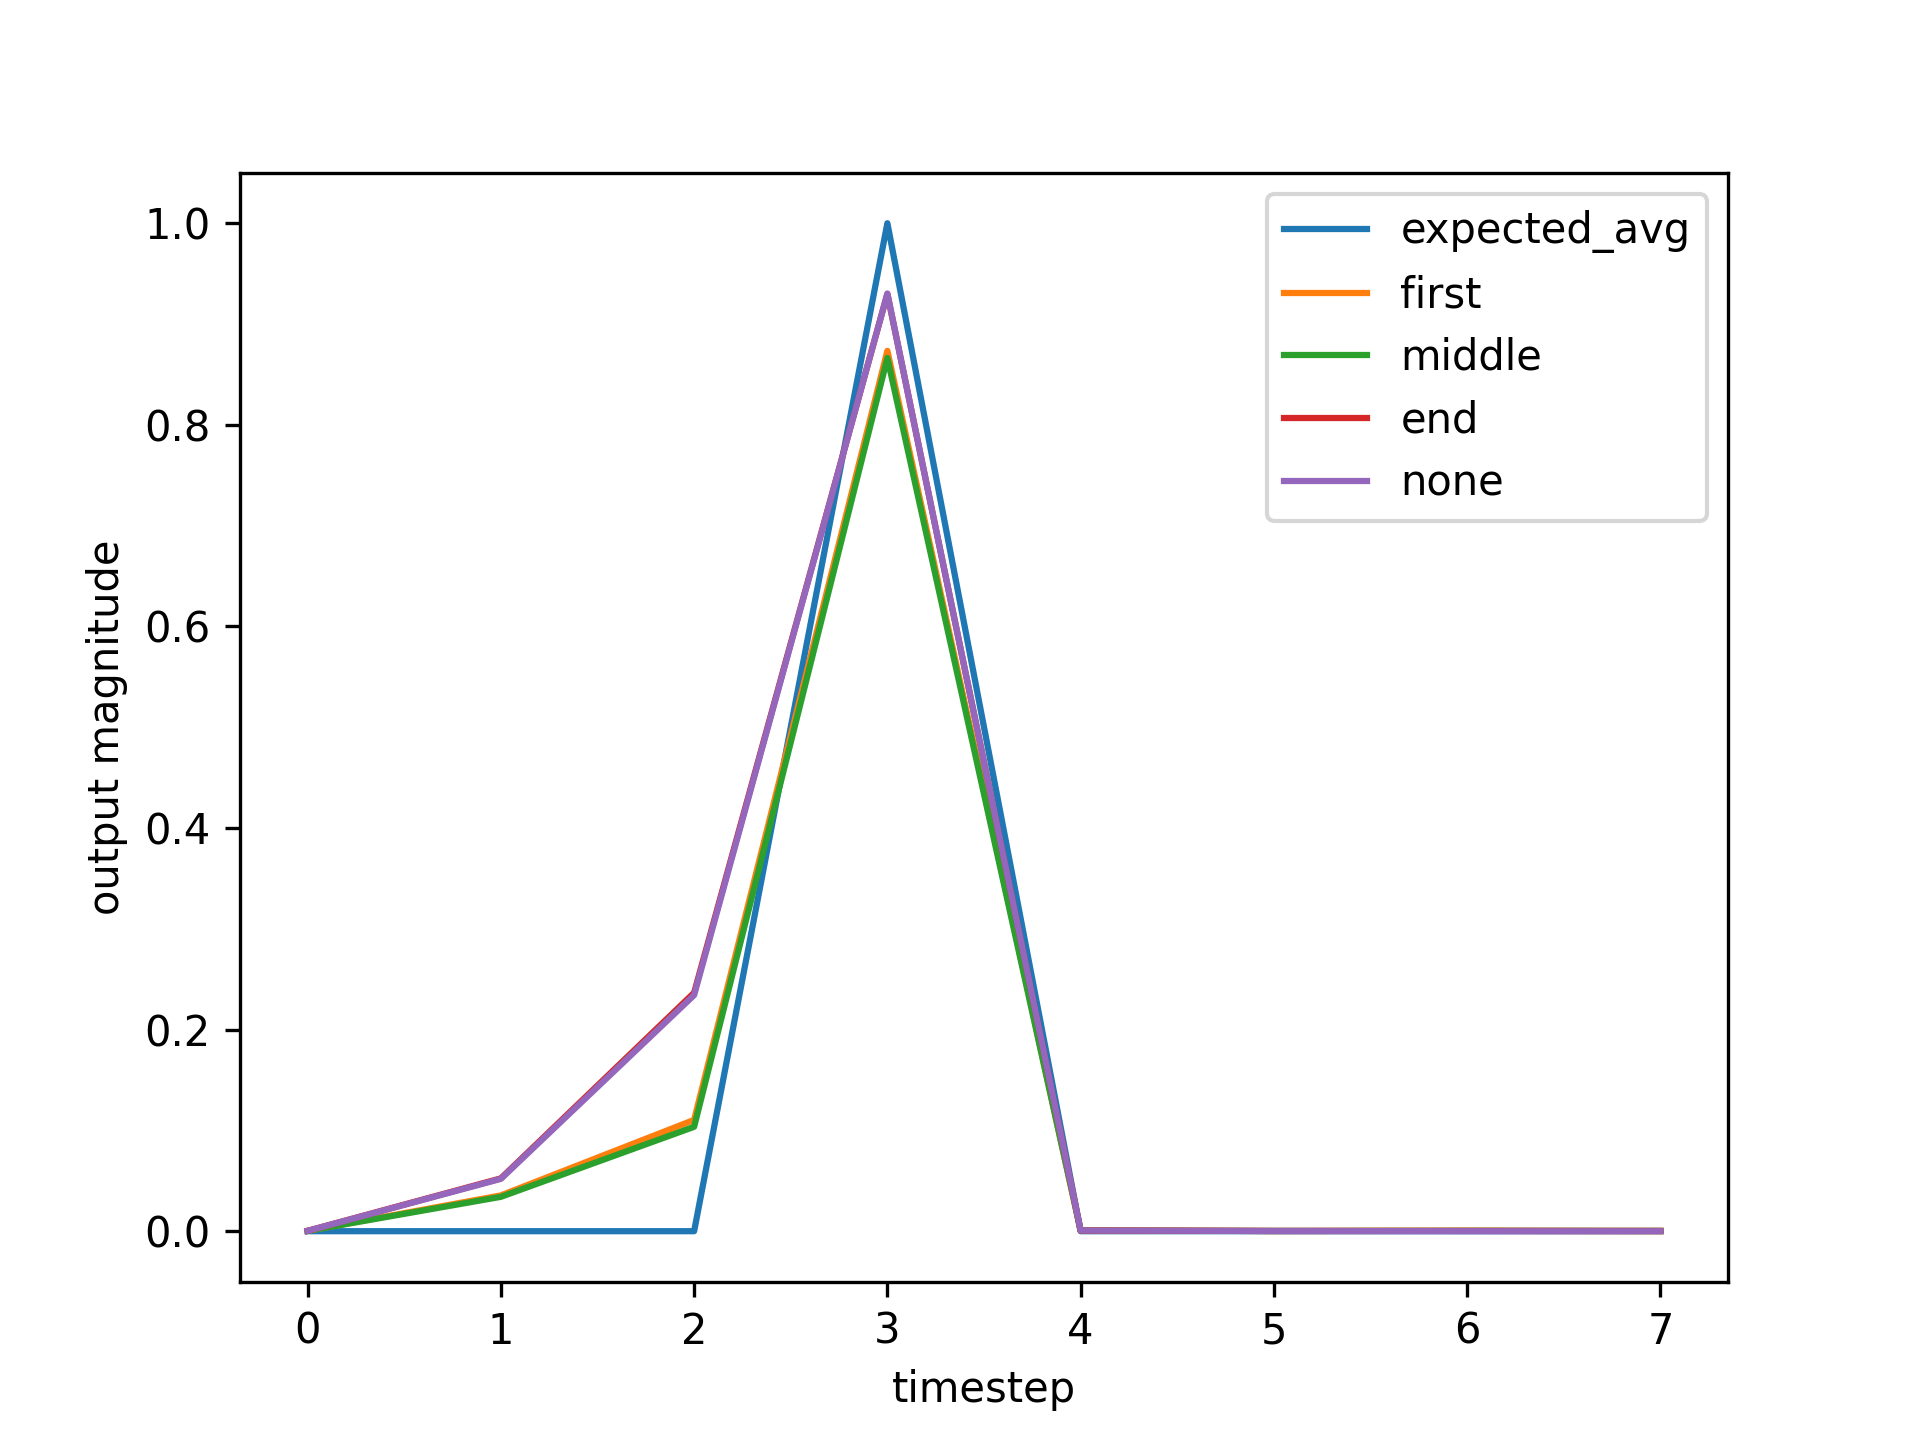 expected_avg
first
middle
end
none
output magnitude
1.0
0.8
0.6
0.4
0.2
0.0
0 1 2 3 4 5 6 7
timestep